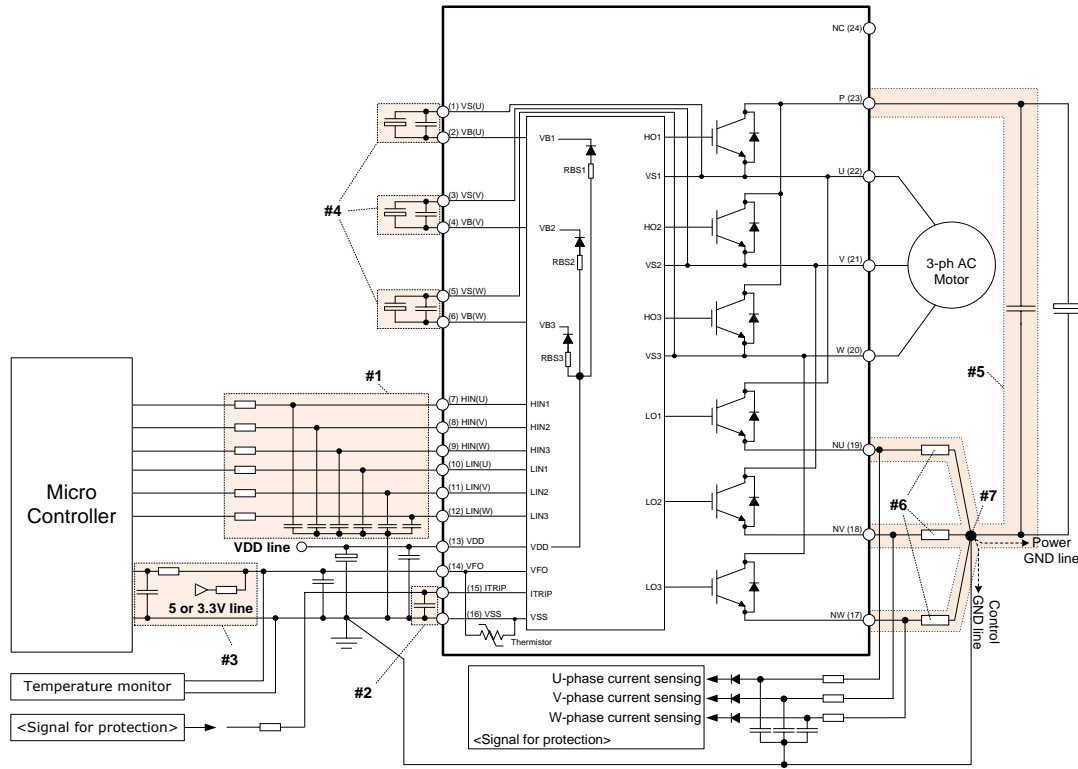 NC (24)
P (23)
U (22)
V (21)
W (20)
NU (19)
NV (18)
NW (17)
(1) VS(U)
(2) VB(U)
(3) VS(V)
(4) VB(V)
(5) VS(W)
(6) VB(W)
(7) HIN(U)
(8) HIN(V)
(9) HIN(W)
(10) LIN(U)
(11) LIN(V)
(12) LIN(W)
(13) VDD
(14) VFO
(15) ITRIP
(16) VSS
VB1
RBS1
VB2
RBS2
VB3
RBS3
HIN1
HIN2
HIN3
LIN1
LIN2
LIN3
VDD
VFO
ITRIP
VSS
Thermistor
HO1
VS1
HO2
VS2
HO3
VS3
LO1
LO2
LO3
3-ph AC
Motor
#4
#1
#5
#6
#7
#3
#2
Micro
Controller
VDD line
5 or 3.3V line
Power
GND line
Control
GND line
Temperature monitor
<Signal for protection>
U-phase current sensing
V-phase current sensing
W-phase current sensing
<Signal for protection>